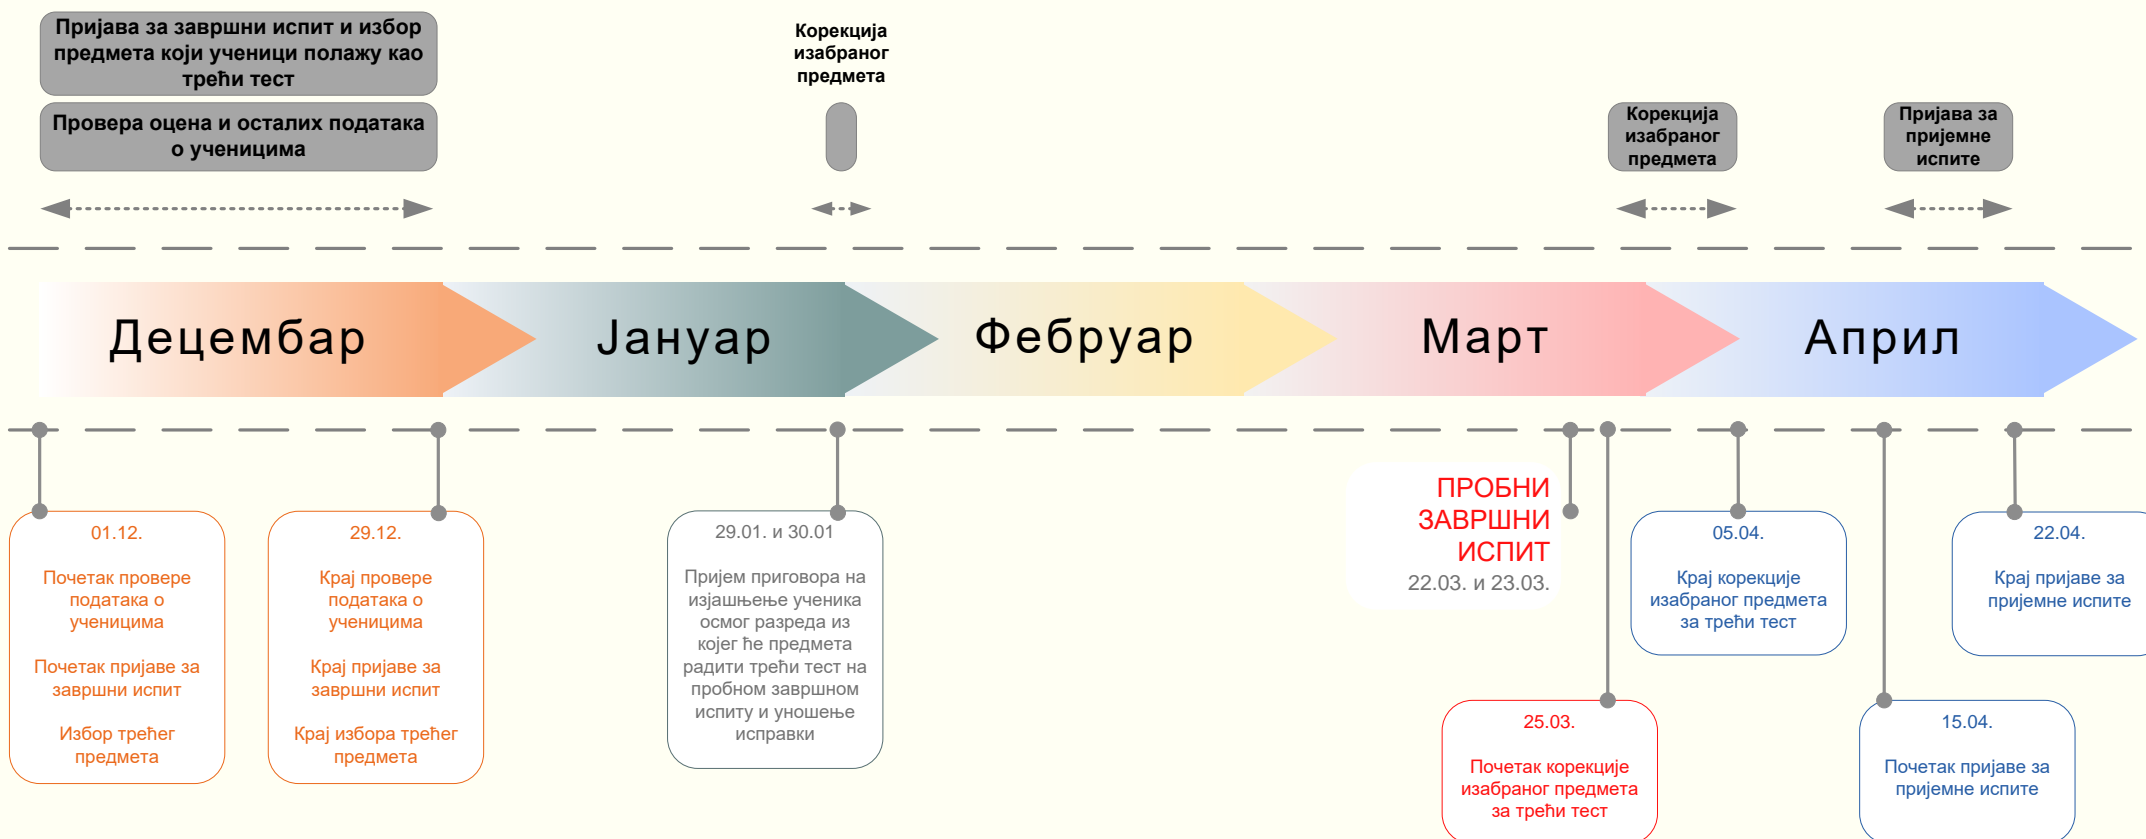 Пријава за завршни испит и избор
предмета који ученици полажу као
трећи тест
Провера оцена и осталих података
о ученицима
Корекција
изабраног
предмета
Корекција
изабраног
предмета
Пријава за
пријемне
испите
Децембар
Јануар
Фебруар
Март
Април
01.12.
Почетак провере
података о
ученицима
Почетак пријаве за
завршни испит
Избор трећег
предмета
29.12.
Крај провере
података о
ученицима
Крај пријаве за
завршни испит
Крај избора трећег
предмета
29.01. и 30.01
Пријем приговора на
изјашњење ученика
осмог разреда из
којег ће предмета
радити трећи тест на
пробном завршном
испиту и уношење
исправки
ПРОБНИ
ЗАВРШНИ
ИСПИТ
22.03. и 23.03.
25.03.
Почетак корекције
изабраног предмета
за трећи тест
05.04.
Крај корекције
изабраног предмета
за трећи тест
15.04.
Почетак пријаве за
пријемне испите
22.04.
Крај пријаве за
пријемне испите